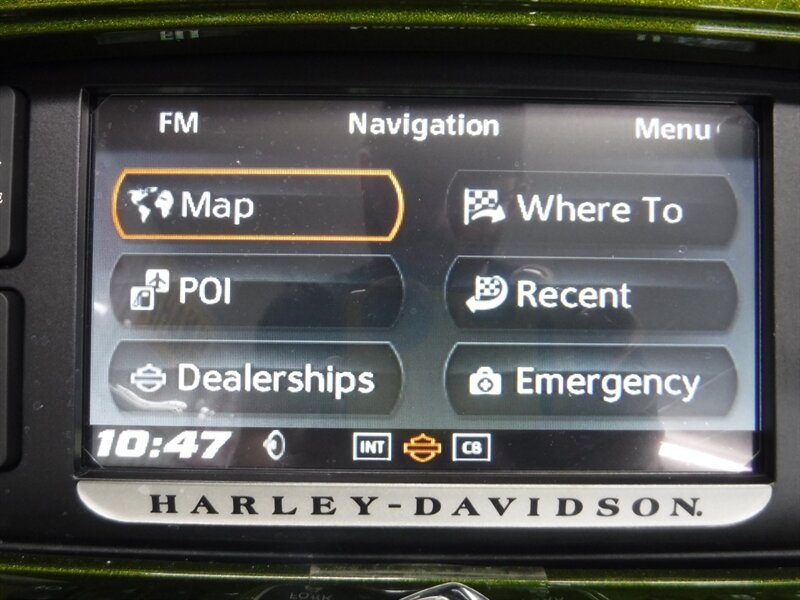 FM Navigation Menu
Map Where To
POI Recent
Dealerships Emergency
10:47 INT CB
HARLEY-DAVIDSON.